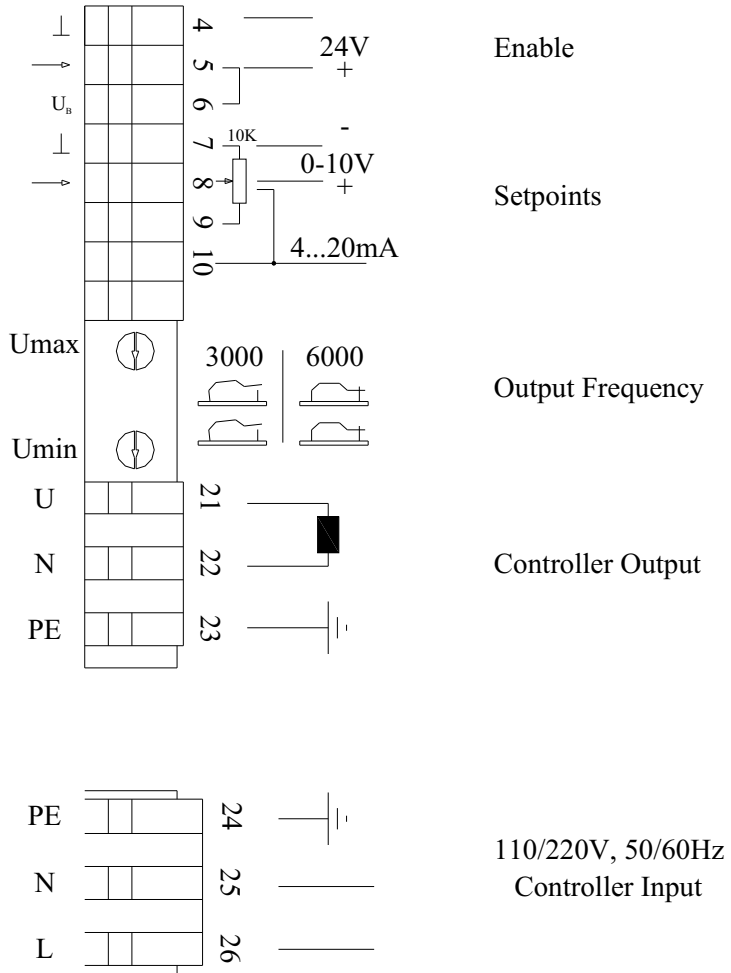 4
24V
Enable
5
+
U_B
6
7
10K
-
0-10V
8
+
Setpoints
9
10
4...20mA
Umax
3000
6000
Output Frequency
Umin
U
21
N
22
Controller Output
PE
23
PE
24
110/220V, 50/60Hz
N
25
Controller Input
L
26